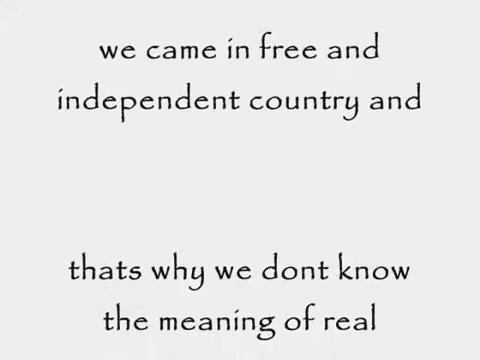 we came in free and
independent country and
thats why we dont know
the meaning of real